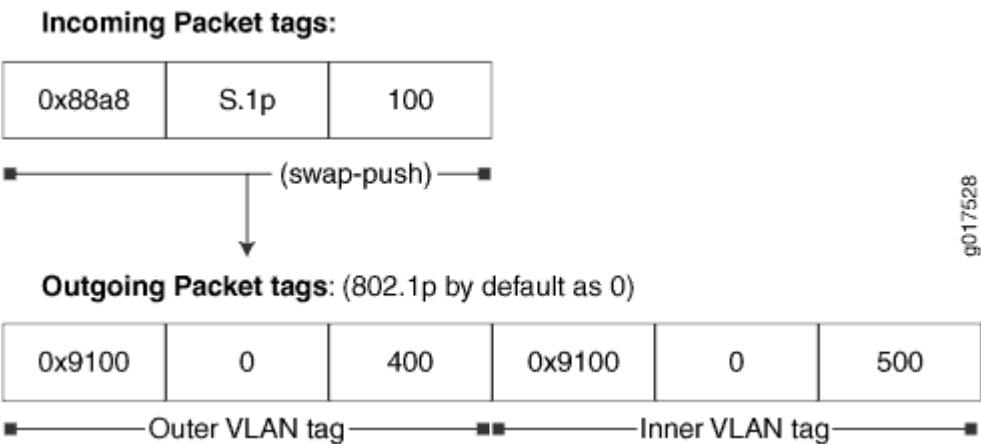 Incoming Packet tags:
0x88a8 S.1p 100
(swap-push)
g017528
Outgoing Packet tags: (802.1p by default as 0)
0x9100 0 400 0x9100 0 500
Outer VLAN tag Inner VLAN tag